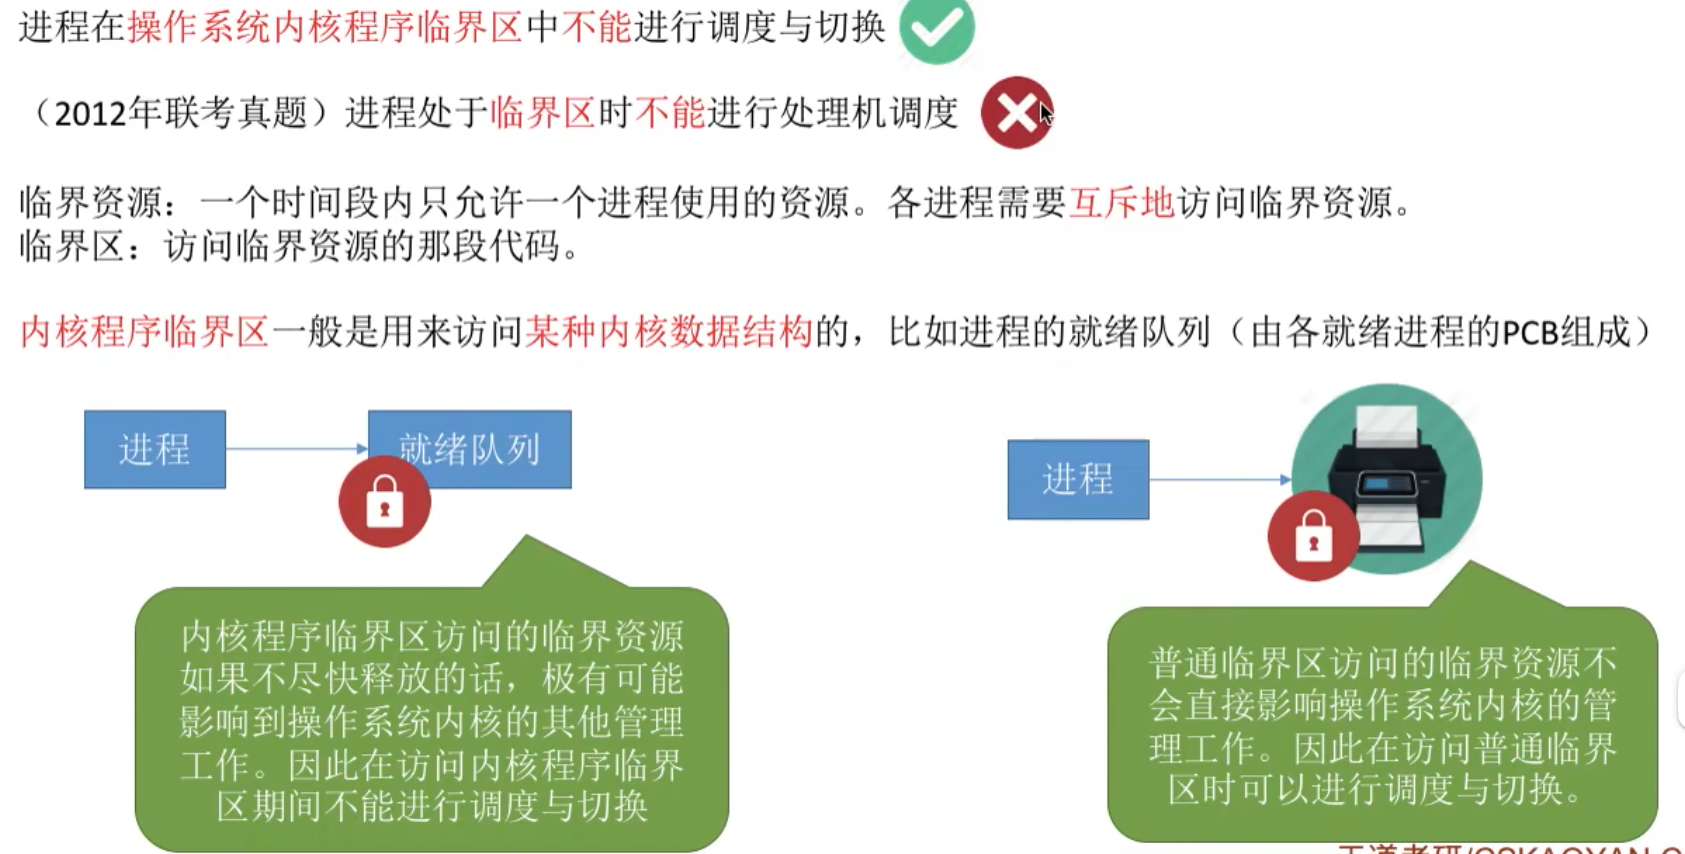 进程在操作系统内核程序临界区中不能进行调度与切换
（2012年联考真题）进程处于临界区时不能进行处理机调度
临界资源：一个时间段内只允许一个进程使用的资源。各进程需要互斥地访问临界资源。
临界区：访问临界资源的那段代码。
内核程序临界区一般是用来访问某种内核数据结构的，比如进程的就绪队列（由各就绪进程的PCB组成）
进程
就绪队列
内核程序临界区访问的临界资源
如果不尽快释放的话，极有可能
影响到操作系统内核的其他管理
工作。因此在访问内核程序临界
区期间不能进行调度与切换
进程
普通临界区访问的临界资源不
会直接影响操作系统内核的管
理工作。因此在访问普通临界
区时可以进行调度与切换。